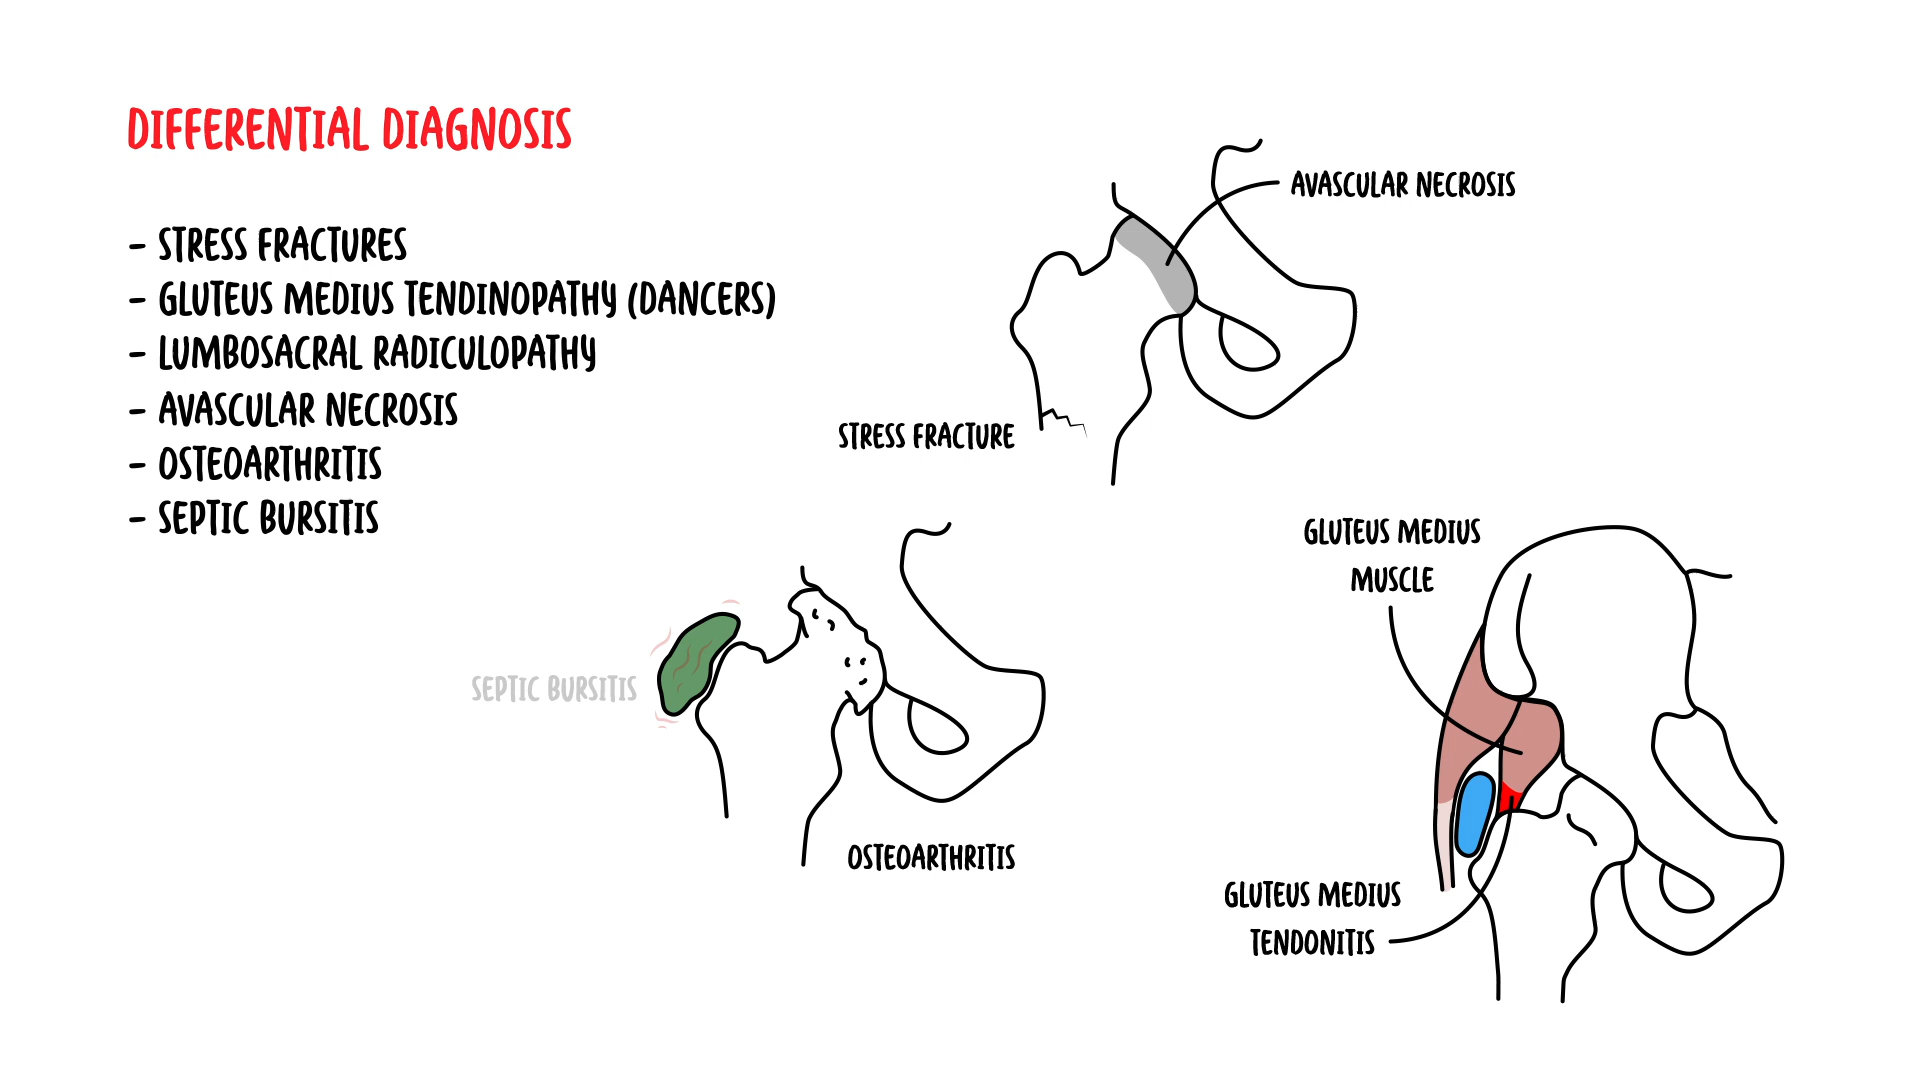 DIFFERENTIAL DIAGNOSIS
- STRESS FRACTURES
- GLUTEUS MEDIUS TENDINOPATHY (DANCERS)
- LUMBOSACRAL RADICULOPATHY
- AVASCULAR NECROSIS
- OSTEOARTHRITIS
- SEPTIC BURSITIS
AVASCULAR NECROSIS
STRESS FRACTURE
SEPTIC BURSITIS
OSTEOARTHRITIS
GLUTEUS MEDIUS
MUSCLE
GLUTEUS MEDIUS
TENDONITIS